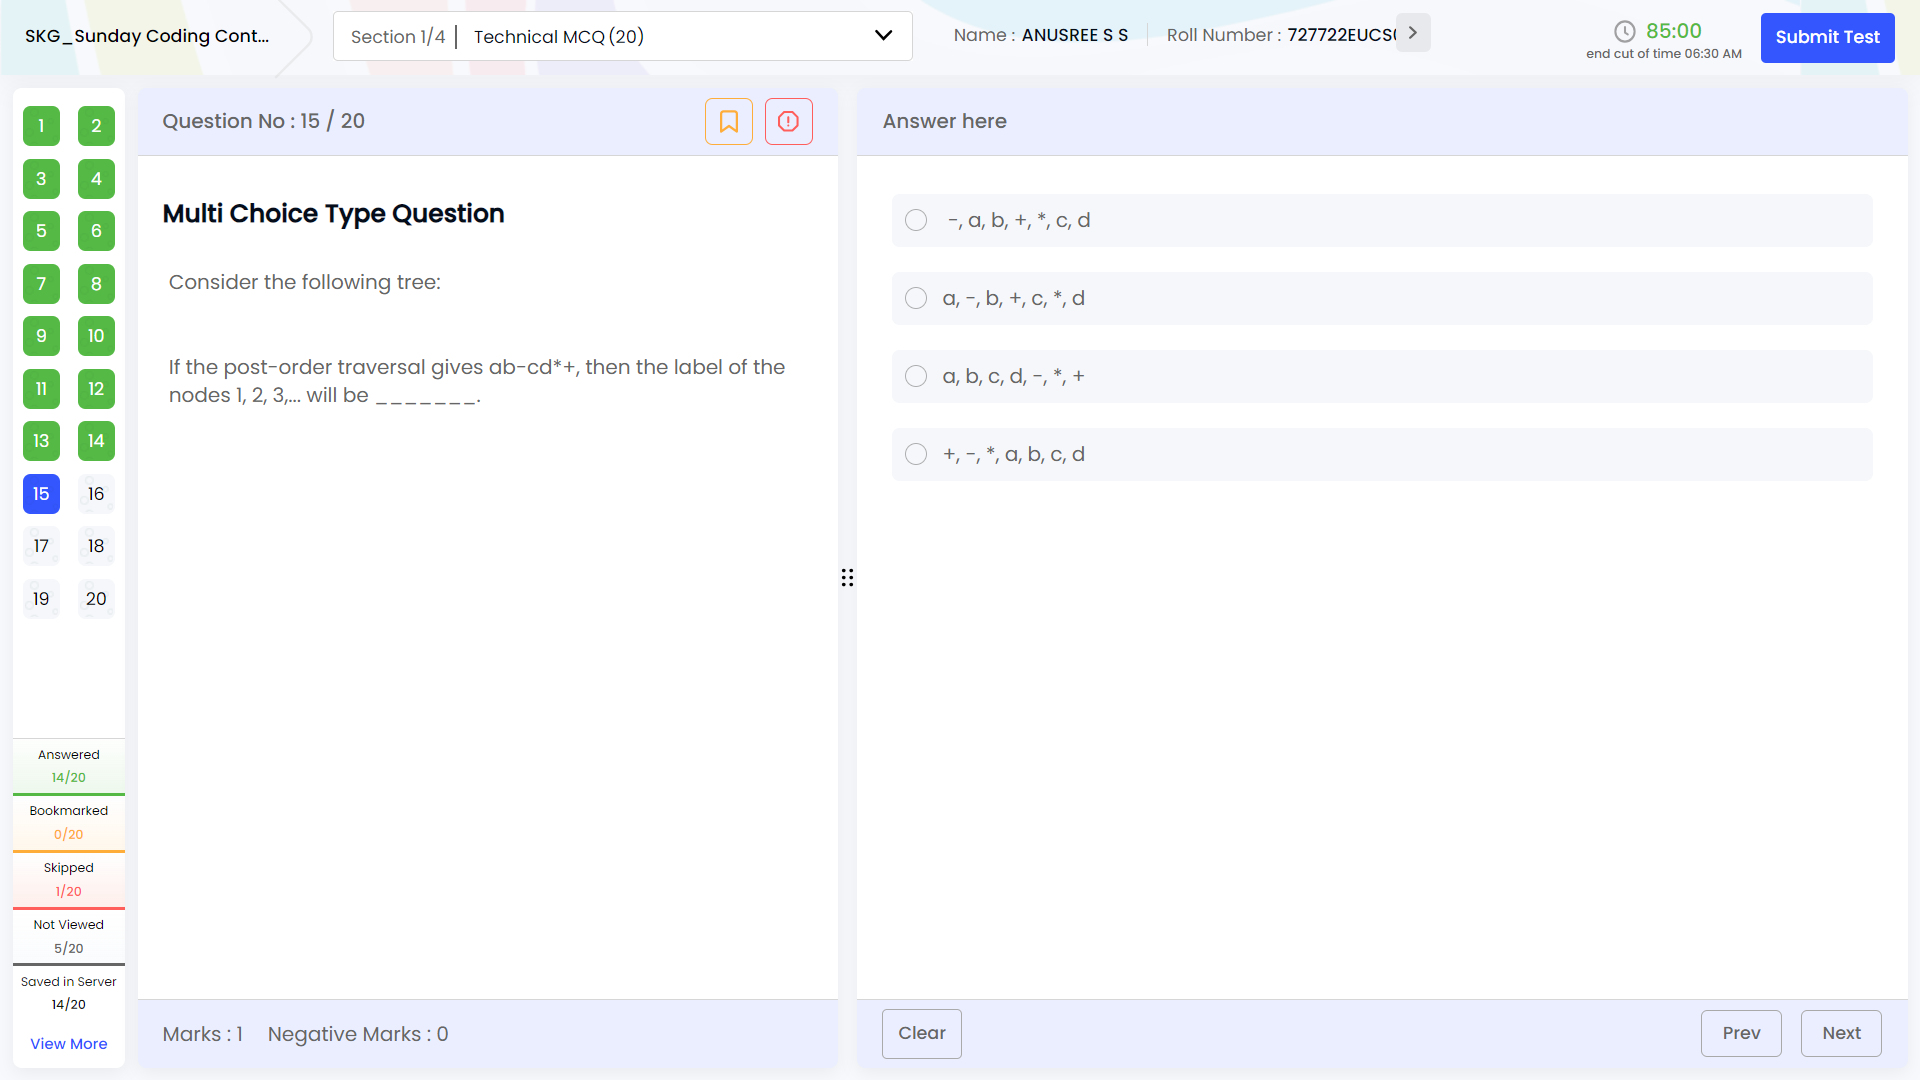 SKG_Sunday Coding Cont...
Section 1/4 | Technical MCQ (20)
Name : ANUSREE S S
Roll Number : 727722EUCS
85:00
end cut of time 06:30 AM
Submit Test
1 2
3 4
5 6
7 8
9 10
11 12
13 14
15 16
17 18
19 20
Answered
14/20
Bookmarked
0/20
Skipped
1/20
Not Viewed
5/20
Saved in Server
14/20
View More
Question No : 15 / 20
Multi Choice Type Question
Consider the following tree:
If the post-order traversal gives ab-cd*+, then the label of the
nodes 1, 2, 3,... will be _______.
Marks : 1 Negative Marks : 0
Answer here
-, a, b, +, *, c, d
a, -, b, +, c, *, d
a, b, c, d, -, *, +
+, -, *, a, b, c, d
Clear
Prev
Next